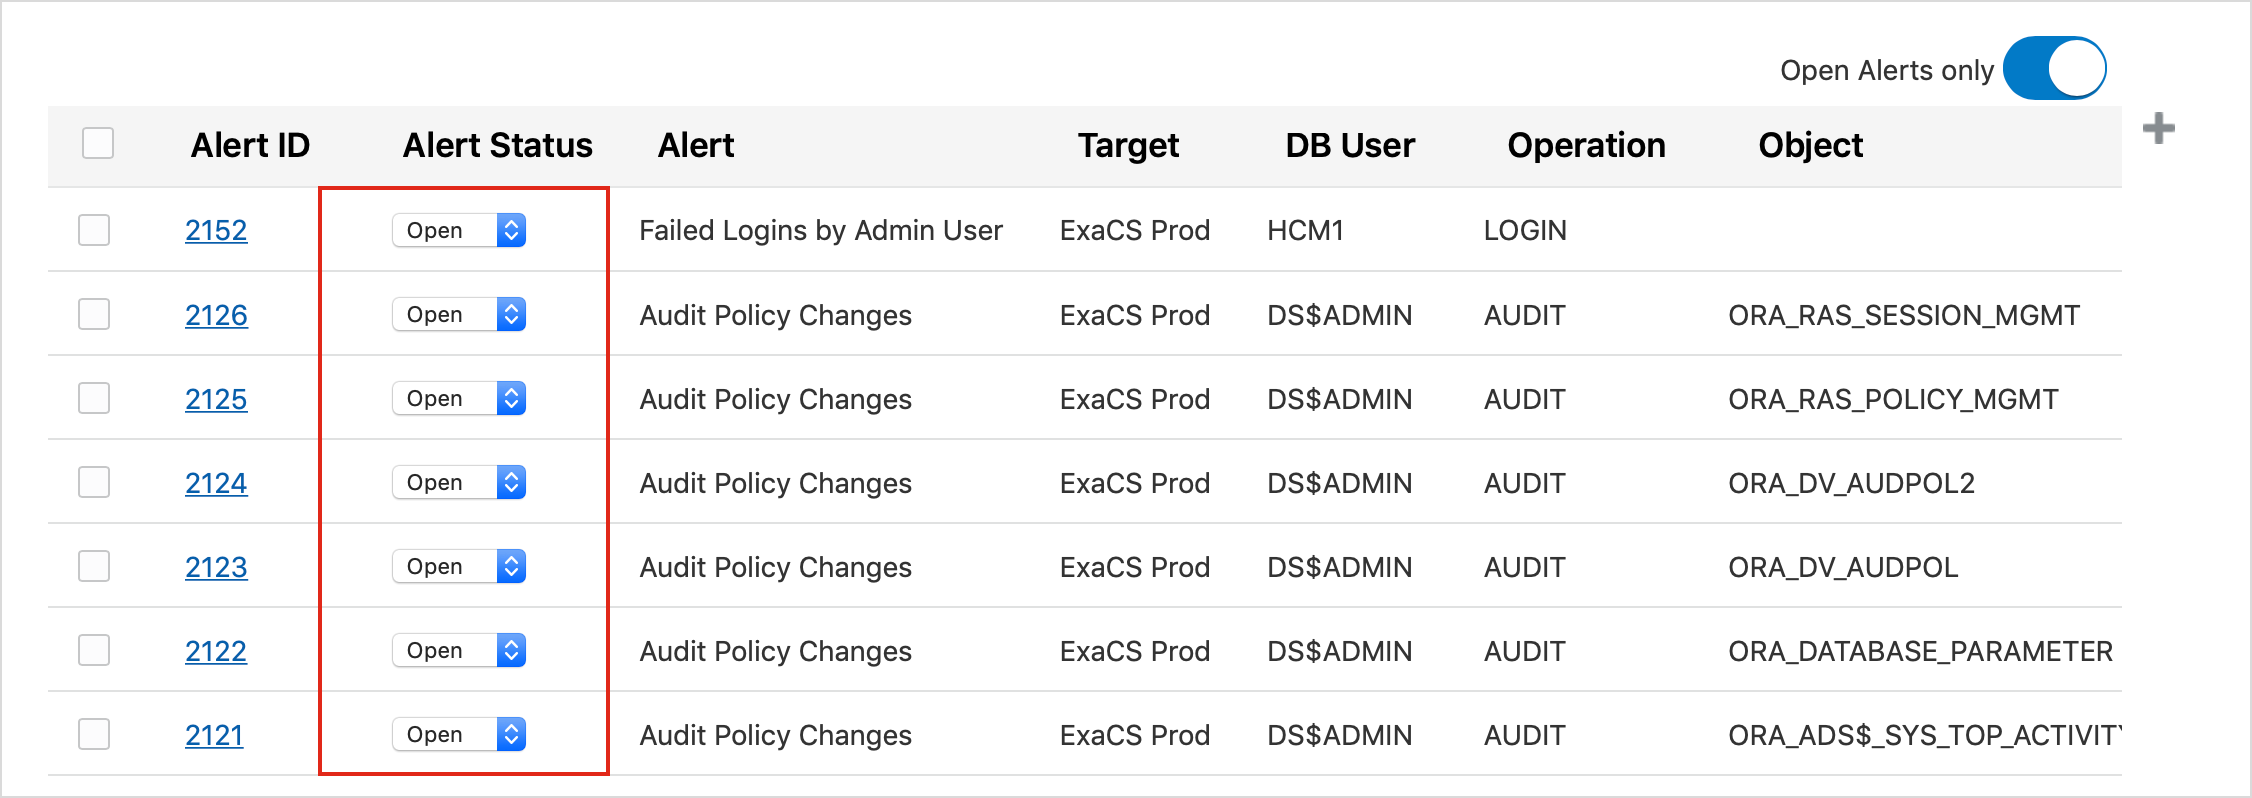 Open Alerts only
Alert ID Alert Status Alert Target DB User Operation Object
2152 Open Failed Logins by Admin User ExaCS Prod HCM1 LOGIN
2126 Open Audit Policy Changes ExaCS Prod DS$ADMIN AUDIT ORA_RAS_SESSION_MGMT
2125 Open Audit Policy Changes ExaCS Prod DS$ADMIN AUDIT ORA_RAS_POLICY_MGMT
2124 Open Audit Policy Changes ExaCS Prod DS$ADMIN AUDIT ORA_DV_AUDPOL2
2123 Open Audit Policy Changes ExaCS Prod DS$ADMIN AUDIT ORA_DV_AUDPOL
2122 Open Audit Policy Changes ExaCS Prod DS$ADMIN AUDIT ORA_DATABASE_PARAMETER
2121 Open Audit Policy Changes ExaCS Prod DS$ADMIN AUDIT ORA_ADS$_SYS_TOP_ACTIVITY